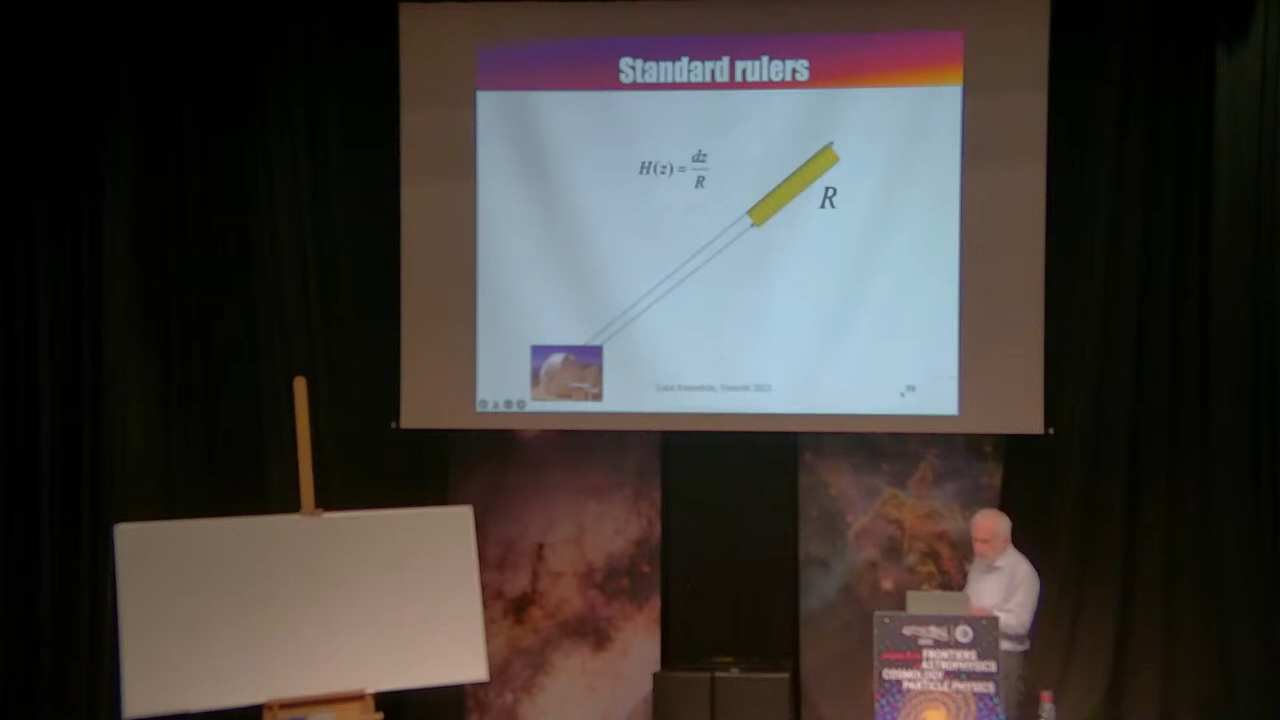 Standard rulers
H(z) = dz/R
R
FRONTIERS
ASTROPHYSICS
COSMOLOGY
PARTICLE PHYSICS